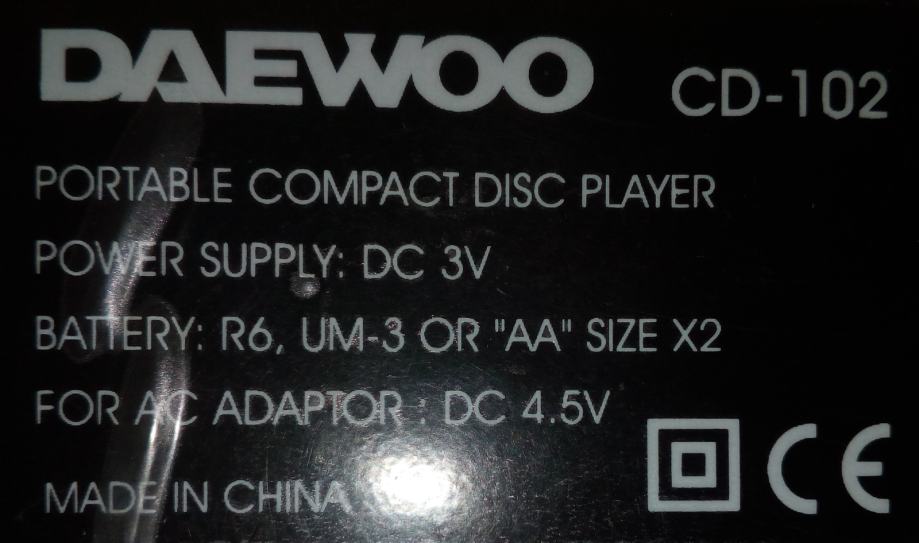 DAEWOO CD-102
PORTABLE COMPACT DISC PLAYER
POWER SUPPLY: DC 3V
BATTERY: R6, UM-3 OR "AA" SIZE X2
FOR AC ADAPTOR : DC 4.5V
MADE IN CHINA CE